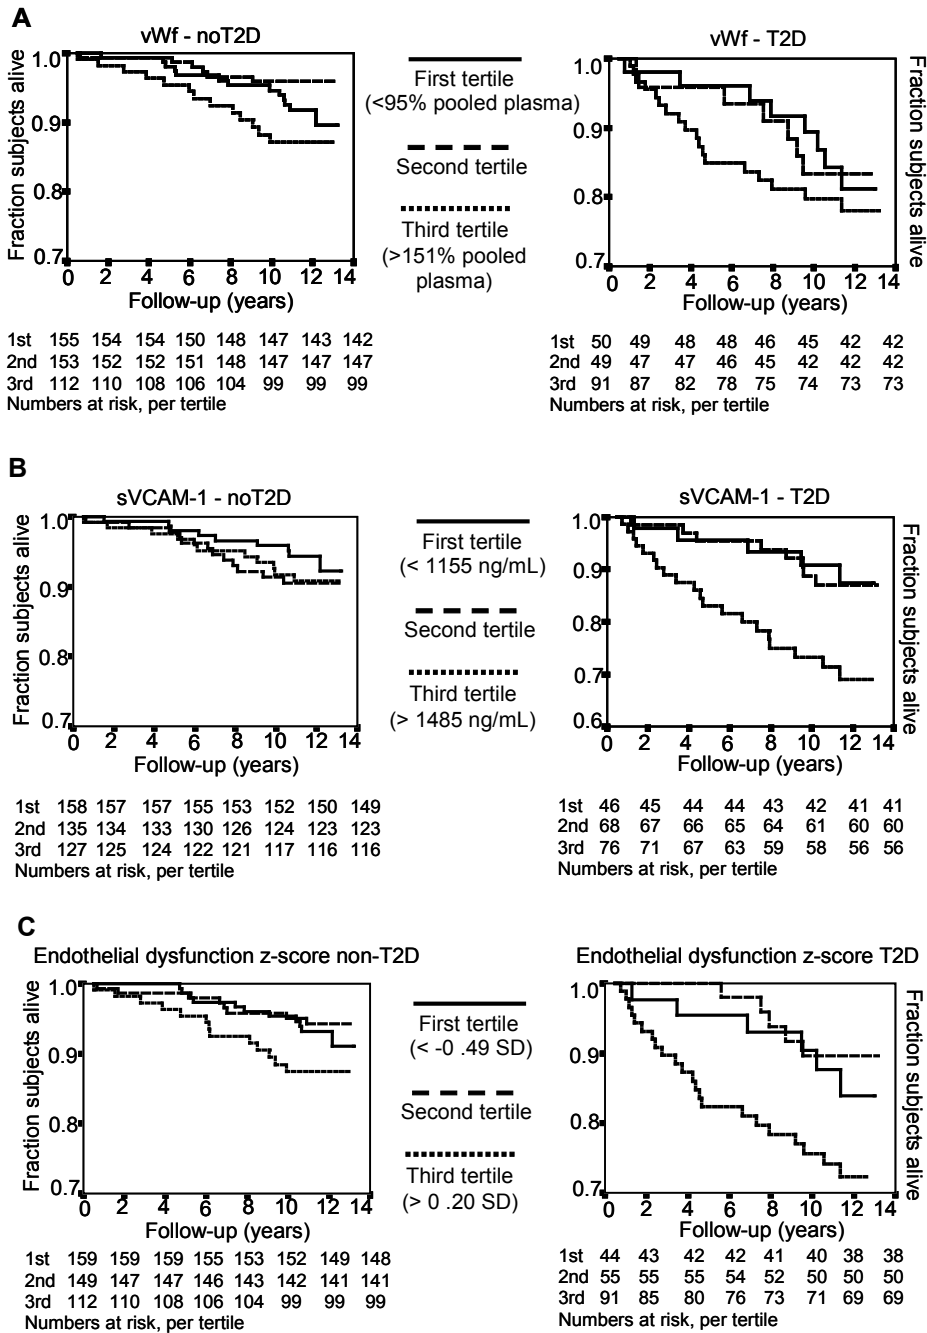 A
vWf - noT2D
vWf - T2D
1.0
0.9
0.8
0.7
Fraction subjects alive
0 2 4 6 8 10 12 14
Follow-up (years)
First tertile
(<95% pooled plasma)
Second tertile
Third tertile
(>151% pooled
plasma)
1.0
0.9
0.8
0.7
Fraction subjects alive
0 2 4 6 8 10 12 14
Follow-up (years)
1st 155 154 154 150 148 147 143 142
2nd 153 152 152 151 148 147 147 147
3rd 112 110 108 106 104 99 99 99
Numbers at risk, per tertile
1st 50 49 48 48 46 45 42 42
2nd 49 47 47 46 45 42 42 42
3rd 91 87 82 78 75 74 73 73
Numbers at risk, per tertile
B
sVCAM-1 - noT2D
sVCAM-1 - T2D
1.0
0.9
0.8
0.7
Fraction subjects alive
0 2 4 6 8 10 12 14
Follow-up (years)
First tertile
(< 1155 ng/mL)
Second tertile
Third tertile
(> 1485 ng/mL)
1.0
0.9
0.8
0.7
0.6
Fraction subjects alive
0 2 4 6 8 10 12 14
Follow-up (years)
1st 158 157 157 155 153 152 150 149
2nd 135 134 133 130 126 124 123 123
3rd 127 125 124 122 121 117 116 116
Numbers at risk, per tertile
1st 46 45 44 44 43 42 41 41
2nd 68 67 66 65 64 61 60 60
3rd 76 71 67 63 59 58 56 56
Numbers at risk, per tertile
C
Endothelial dysfunction z-score non-T2D
Endothelial dysfunction z-score T2D
1.0
0.9
0.8
0.7
Fraction subjects alive
0 2 4 6 8 10 12 14
Follow-up (years)
First tertile
(< -0 .49 SD)
Second tertile
Third tertile
(> 0 .20 SD)
1.0
0.9
0.8
0.7
Fraction subjects alive
0 2 4 6 8 10 12 14
Follow-up (years)
1st 159 159 159 155 153 152 149 148
2nd 149 147 147 146 143 142 141 141
3rd 112 110 108 106 104 99 99 99
Numbers at risk, per tertile
1st 44 43 42 42 41 40 38 38
2nd 55 55 55 54 52 50 50 50
3rd 91 85 80 76 73 71 69 69
Numbers at risk, per tertile